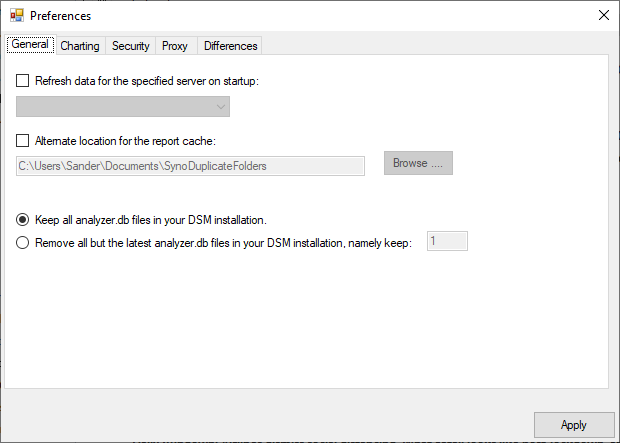 Preferences
General Charting Security Proxy Differences
Refresh data for the specified server on startup:
Alternate location for the report cache:
C:\Users\Sander\Documents\SynoDuplicateFolders Browse ....
Keep all analyzer.db files in your DSM installation.
Remove all but the latest analyzer.db files in your DSM installation, namely keep: 1
Apply